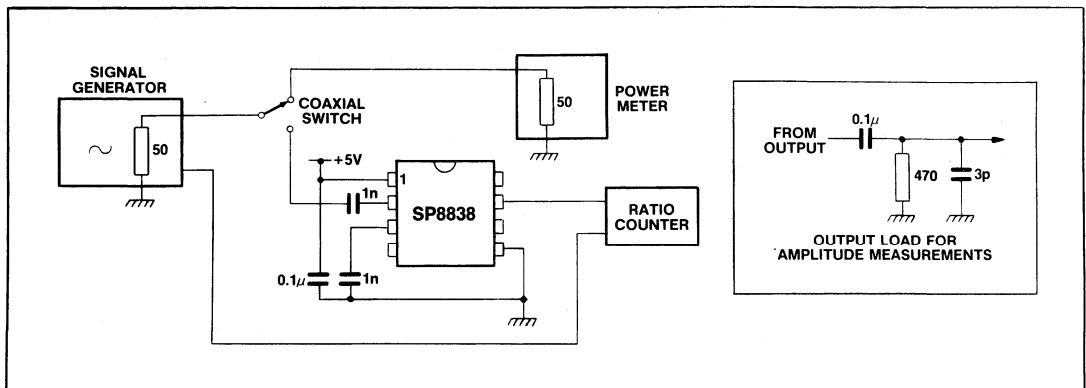 SIGNAL
GENERATOR
50
COAXIAL
SWITCH
50
POWER
METER
+5V
1
1n
SP8838
0.1μ
1n
RATIO
COUNTER
0.1μ
FROM
OUTPUT
470
3p
OUTPUT LOAD FOR
AMPLITUDE MEASUREMENTS